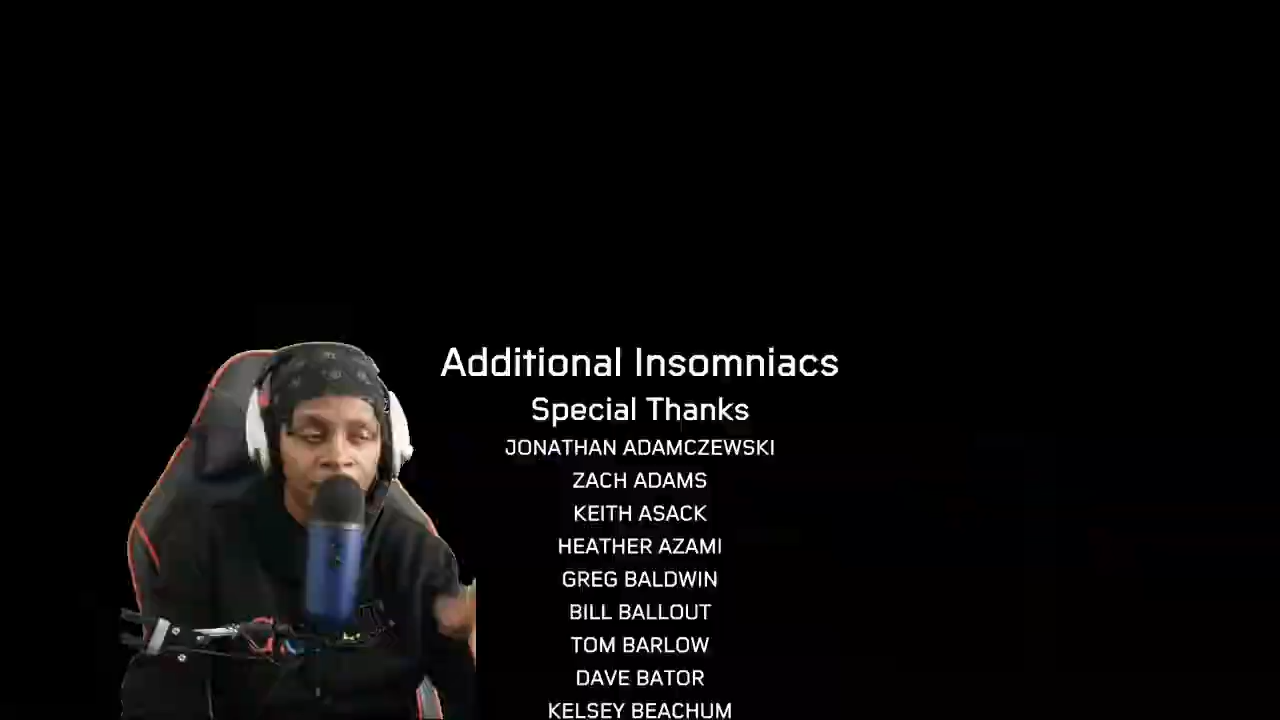 Additional Insomniacs
Special Thanks
JONATHAN ADAMCZEWSKI
ZACH ADAMS
KEITH ASACK
HEATHER AZAMI
GREG BALDWIN
BILL BALLOUT
TOM BARLOW
DAVE BATOR
KELSEY BEACHUM